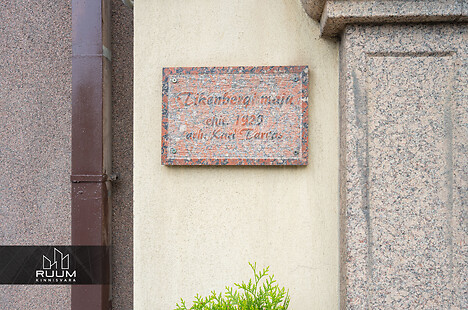 Tikenbergi maja
ehit. 1929
arh. Karl Tarvas
RUUM
KINNISVARA